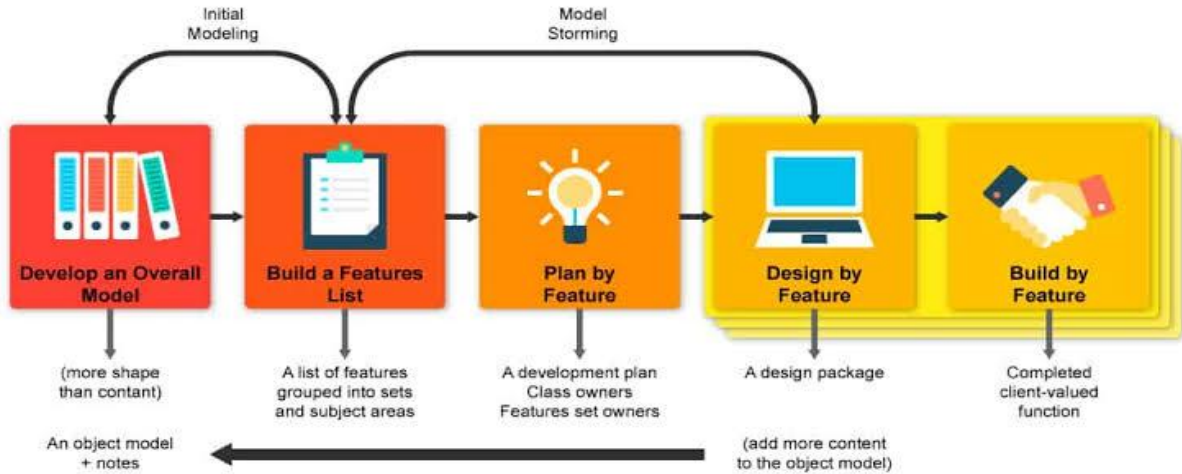 Initial
Modeling
Model
Storming
Develop an Overall
Model
Build a Features
List
Plan by
Feature
Design by
Feature
Build by
Feature
(more shape
than contant)
A list of features
grouped into sets
and subject areas
A development plan
Class owners
Features set owners
A design package
Completed
client-valued
function
An object model
+ notes
(add more content
to the object model)